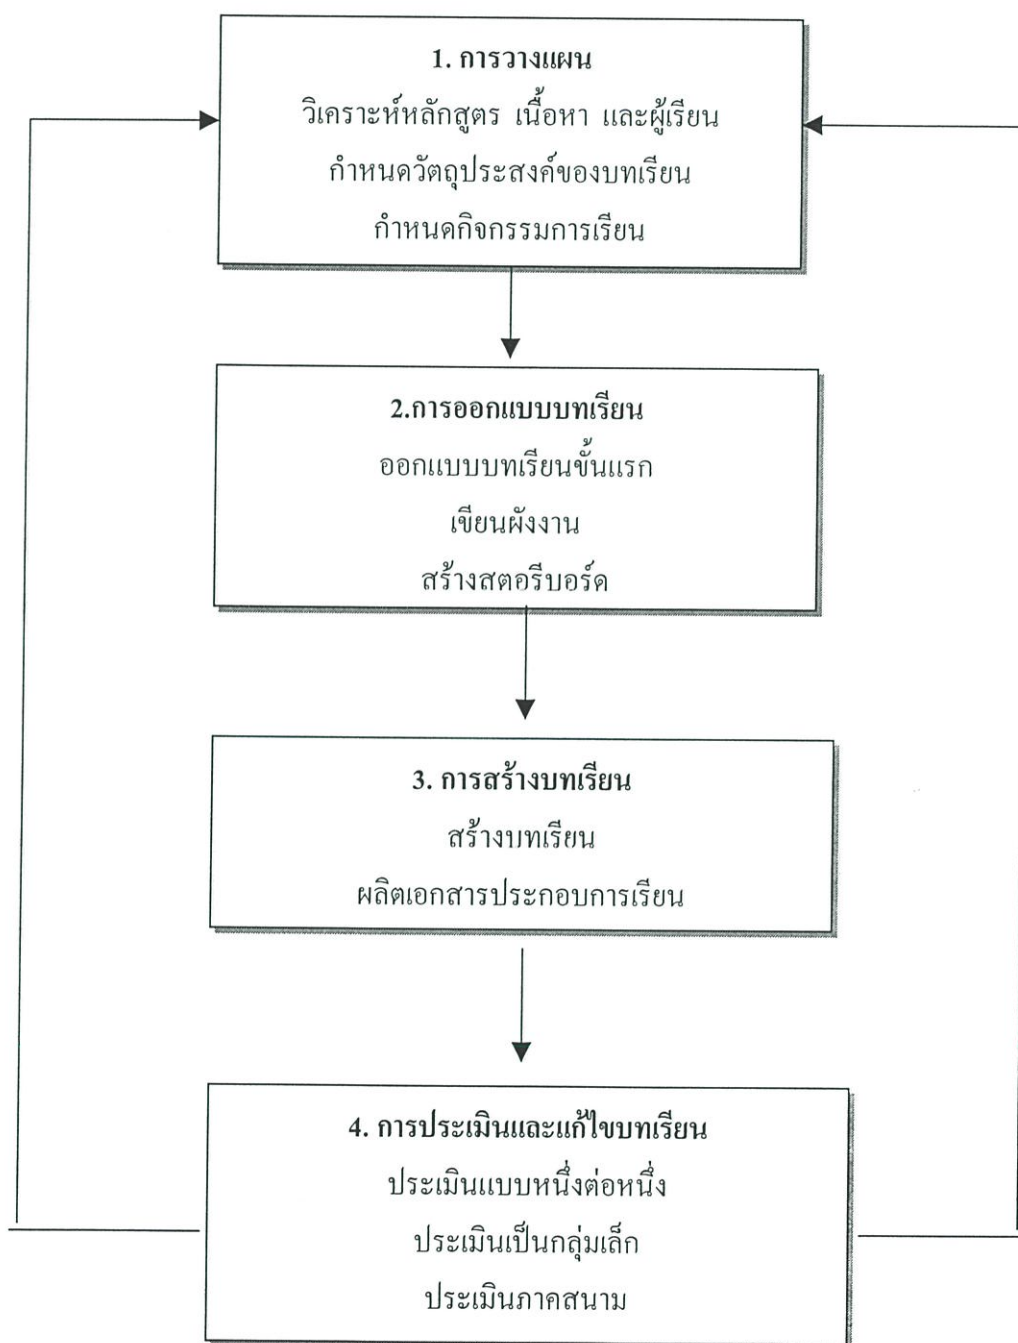 1. การวางแผน
วิเคราะห์หลักสูตร เนื้อหา และผู้เรียน
กำหนดวัตถุประสงค์ของบทเรียน
กำหนดกิจกรรมการเรียน
2.การออกแบบบทเรียน
ออกแบบบทเรียนขั้นแรก
เขียนผังงาน
สร้างสตอรีบอร์ด
3. การสร้างบทเรียน
สร้างบทเรียน
ผลิตเอกสารประกอบการเรียน
4. การประเมินและแก้ไขบทเรียน
ประเมินแบบหนึ่งต่อหนึ่ง
ประเมินเป็นกลุ่มเล็ก
ประเมินภาคสนาม